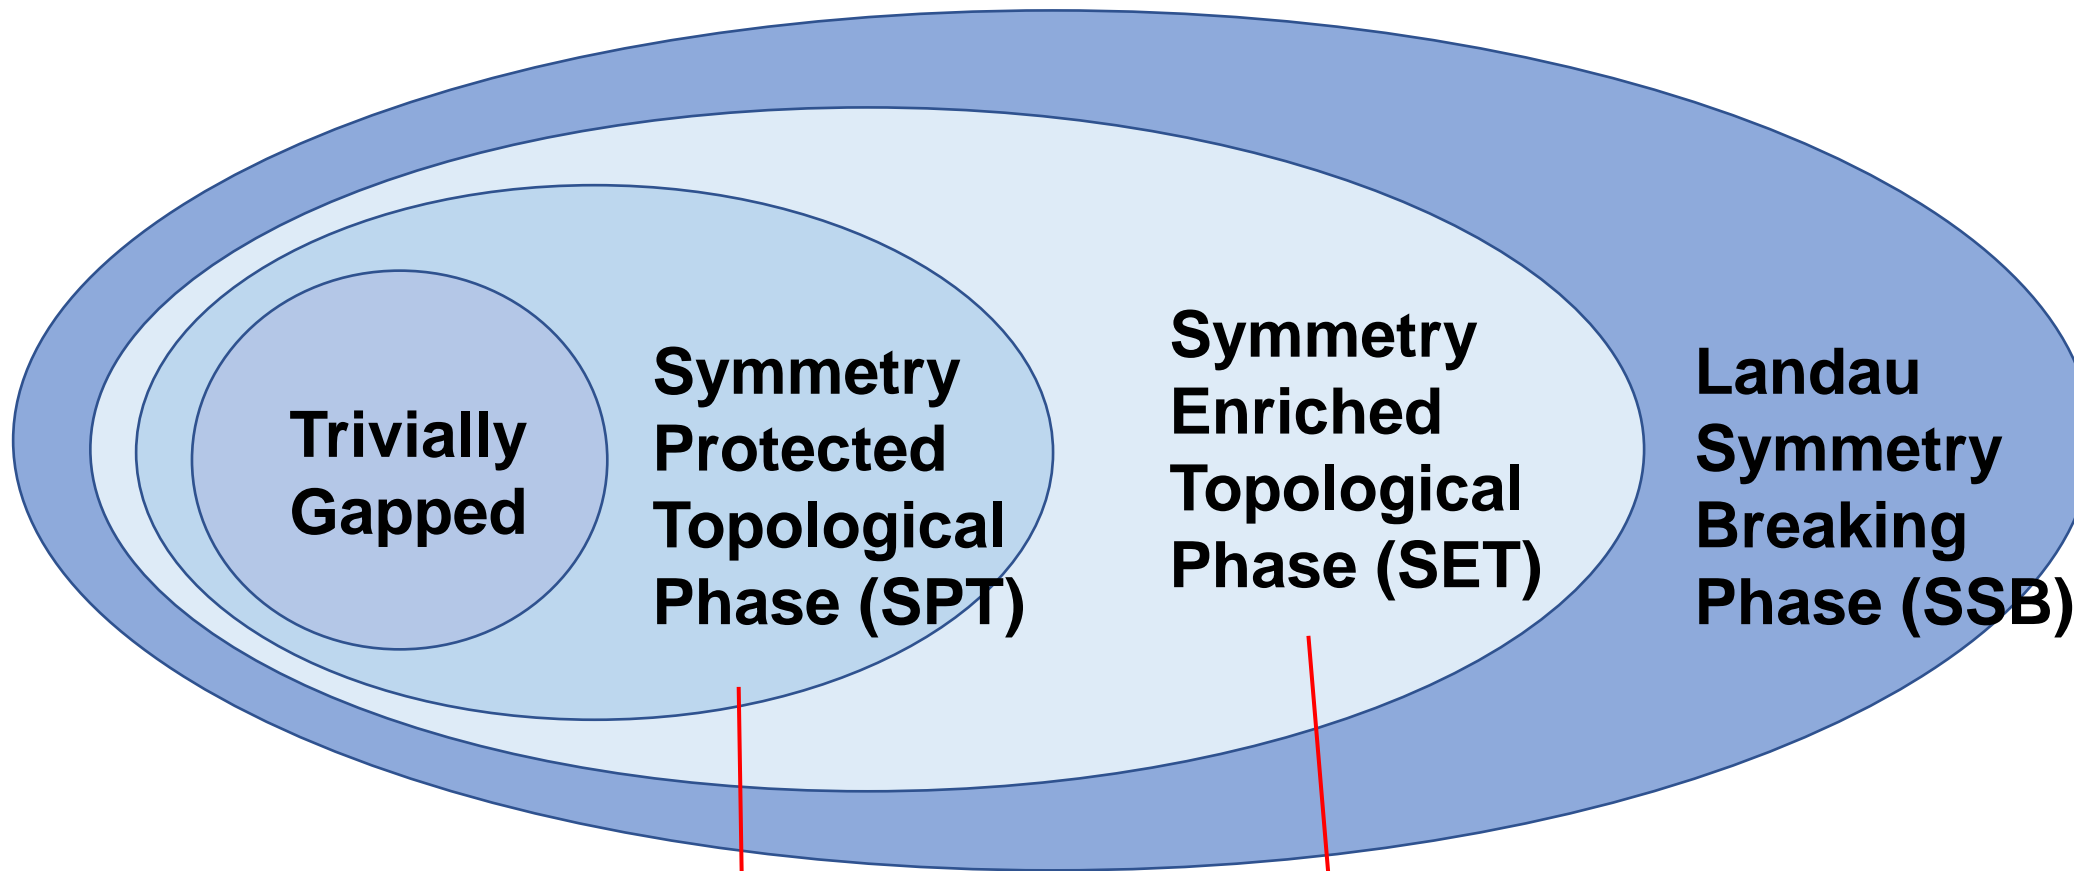 Trivially
Gapped
Symmetry
Protected
Topological
Phase (SPT)
Symmetry
Enriched
Topological
Phase (SET)
Landau
Symmetry
Breaking
Phase (SSB)